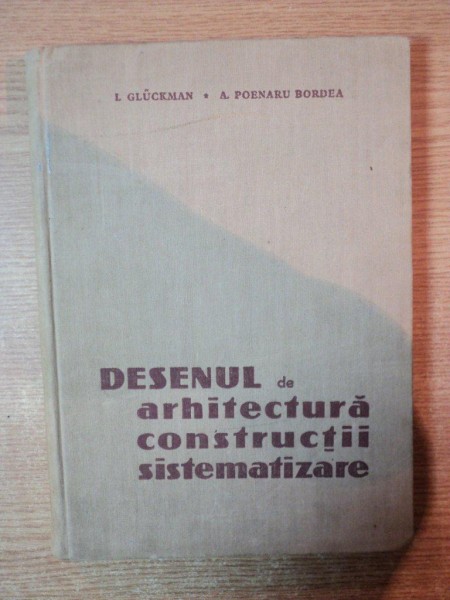 I. GLÜCKMAN * A. POENARU BORDEA
DESENUL de
arhitectură
construcții
sistematizare